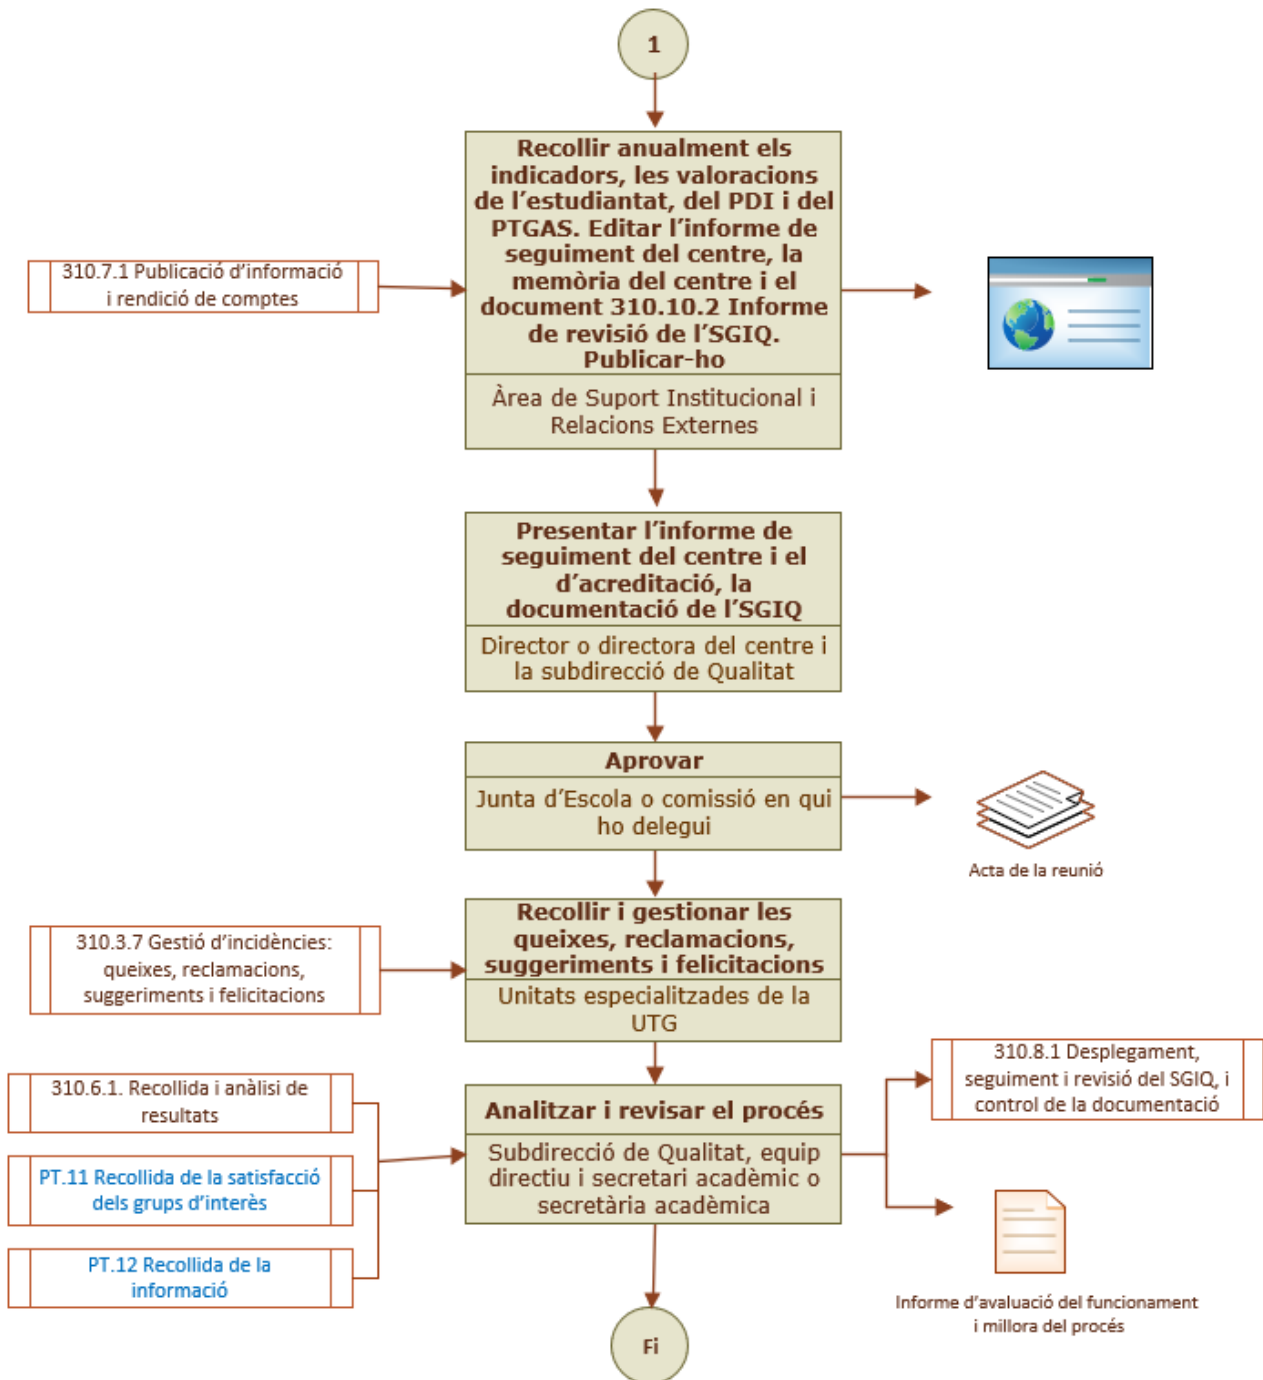 1
Recollir anualment els
indicadors, les valoracions
de l’estudiantat, del PDI i del
PTGAS. Editar l’informe de
seguiment del centre, la
memòria del centre i el
document 310.10.2 Informe
de revisió de l’SGIQ.
Publicar-ho
Àrea de Suport Institucional i
Relacions Externes
310.7.1 Publicació d’informació
i rendició de comptes
Presentar l’informe de
seguiment del centre i el
d’acreditació, la
documentació de l’SGIQ
Director o directora del centre i
la subdirecció de Qualitat
Aprovar
Junta d’Escola o comissió en qui
ho delegui
Acta de la reunió
Recollir i gestionar les
queixes, reclamacions,
suggeriments i felicitacions
Unitats especialitzades de la
UTG
310.3.7 Gestió d’incidències:
queixes, reclamacions,
suggeriments i felicitacions
310.6.1. Recollida i anàlisi de
resultats
PT.11 Recollida de la satisfacció
dels grups d’interès
PT.12 Recollida de la
informació
Analitzar i revisar el procés
Subdirecció de Qualitat, equip
directiu i secretari acadèmic o
secretària acadèmica
310.8.1 Desplegament,
seguiment i revisió del SGIQ, i
control de la documentació
Informe d’avaluació del funcionament
i millora del procés
Fi